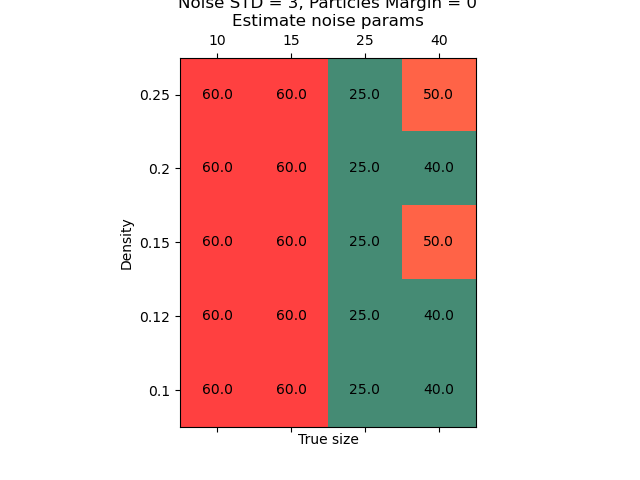 Noise STD = 3, Particles Margin = 0
Estimate noise params
10 15 25 40
0.25 60.0 60.0 25.0 50.0
0.2 60.0 60.0 25.0 40.0
0.15 60.0 60.0 25.0 50.0
0.12 60.0 60.0 25.0 40.0
0.1 60.0 60.0 25.0 40.0
Density
True size